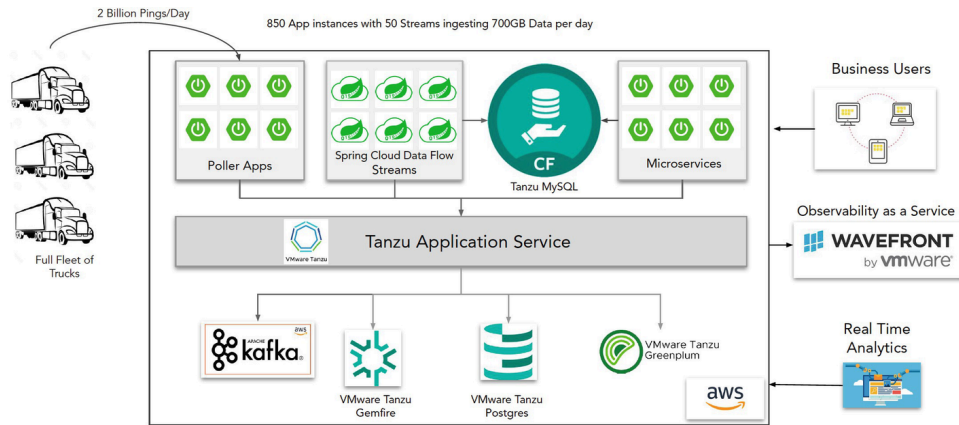 2 Billion Pings/Day
850 App instances with 50 Streams ingesting 700GB Data per day
Poller Apps
Spring Cloud Data Flow
Streams
CF
Tanzu MySQL
Microservices
Business Users
Full Fleet of
Trucks
VMware Tanzu
Tanzu Application Service
Observability as a Service
WAVEFRONT
by vmware®
aws
APACHE
kafka®
VMware Tanzu
Gemfire
VMware Tanzu
Postgres
VMware Tanzu
Greenplum
aws
Real Time
Analytics